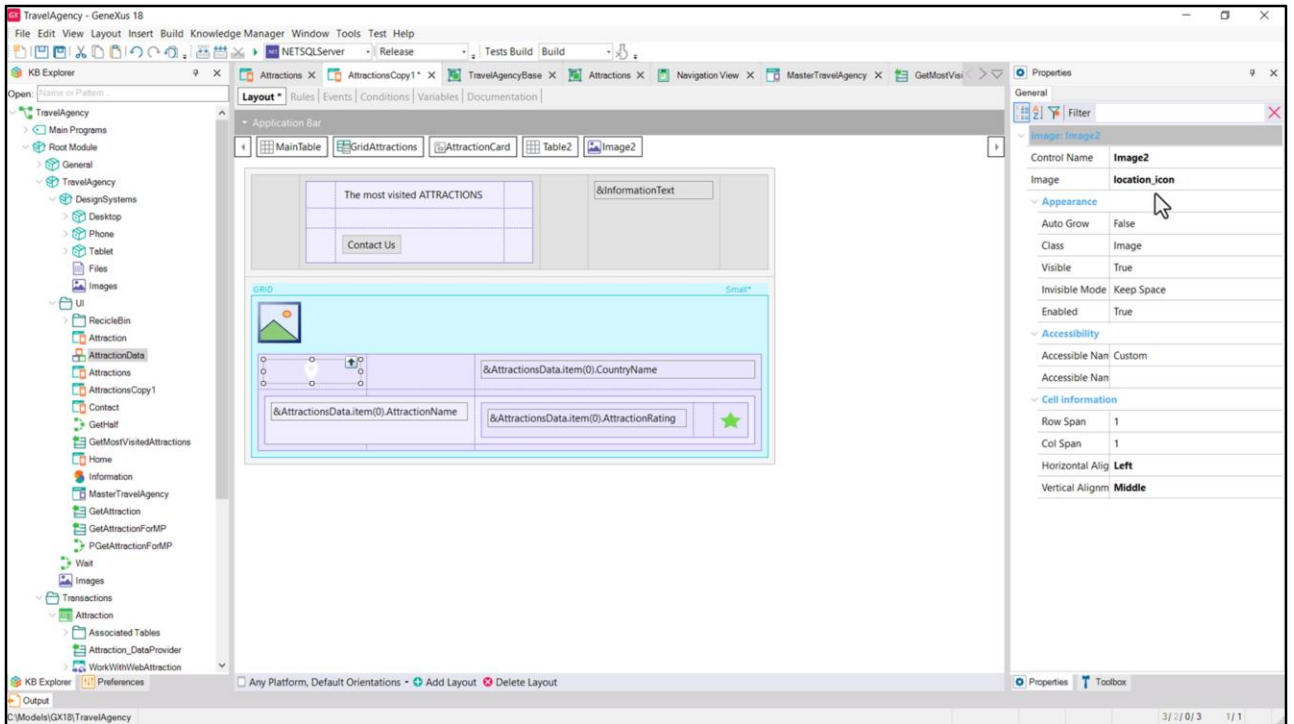 TravelAgency - GeneXus 18
File Edit View Layout Insert Build Knowledge Manager Window Tools Test Help
NETSQLServer Release Tests Build Build
KB Explorer
Open: Name or Pattern...
TravelAgency
Main Programs
Root Module
General
TravelAgency
DesignSystems
Desktop
Phone
Tablet
Files
Images
UI
RecicleBin
Attraction
AttractionData
Attractions
AttractionsCopy1
Contact
GetHalf
GetMostVisitedAttractions
Home
Information
MasterTravelAgency
GetAttraction
GetAttractionForMP
PGetAttractionForMP
Wait
Images
Transactions
Attraction
Associated Tables
Attraction_DataProvider
WorkWithWebAttraction
KB Explorer Preferences
Attractions X AttractionsCopy1* X TravelAgencyBase X Attractions X Navigation View X MasterTravelAgency X GetMostVisi
Layout * Rules Events Conditions Variables Documentation
Application Bar
MainTable GridAttractions AttractionCard Table2 Image2
The most visited ATTRACTIONS
&InformationText
Contact Us
GRID Small*
&AttractionsData.item(0).CountryName
&AttractionsData.item(0).AttractionName
&AttractionsData.item(0).AttractionRating
Any Platform, Default Orientations Add Layout Delete Layout
Properties
General
Filter
Image: Image2
Control Name Image2
Image location_icon
Appearance
Auto Grow False
Class Image
Visible True
Invisible Mode Keep Space
Enabled True
Accessibility
Accessible Nam Custom
Accessible Nam
Cell information
Row Span 1
Col Span 1
Horizontal Alig Left
Vertical Alignm Middle
Properties Toolbox
Output
C:\Models\GX18\TravelAgency
3/2/0/3 1/1